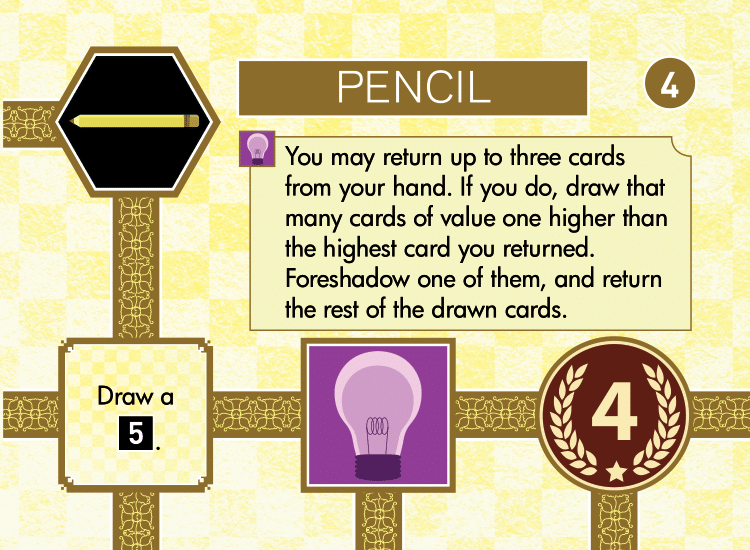 PENCIL
4
You may return up to three cards
from your hand. If you do, draw that
many cards of value one higher than
the highest card you returned.
Foreshadow one of them, and return
the rest of the drawn cards.
Draw a
5.
4